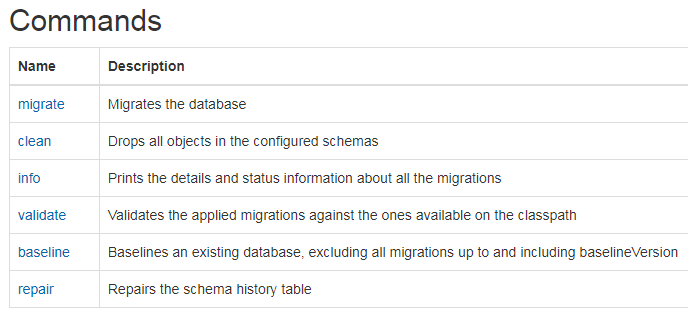 Commands
Name Description
migrate Migrates the database
clean Drops all objects in the configured schemas
info Prints the details and status information about all the migrations
validate Validates the applied migrations against the ones available on the classpath
baseline Baselines an existing database, excluding all migrations up to and including baselineVersion
repair Repairs the schema history table